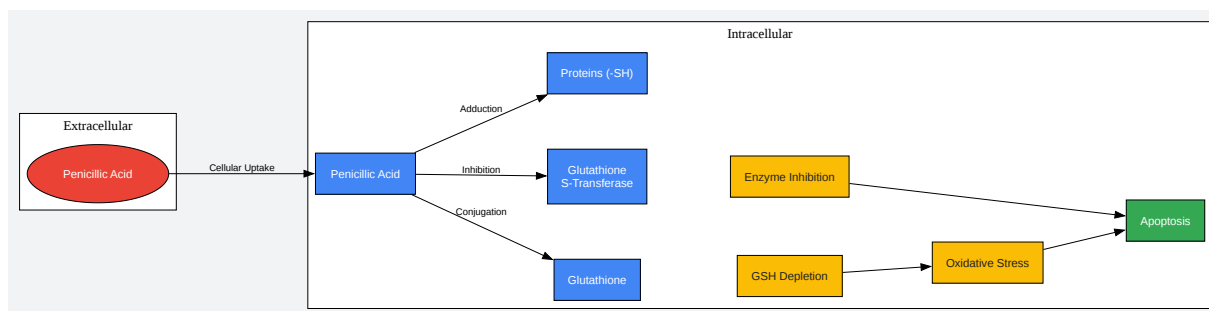 Intracellular
Extracellular
Penicillic Acid
Cellular Uptake
Penicillic Acid
Adduction
Inhibition
Conjugation
Proteins (-SH)
Glutathione
S-Transferase
Glutathione
Enzyme Inhibition
GSH Depletion
Oxidative Stress
Apoptosis